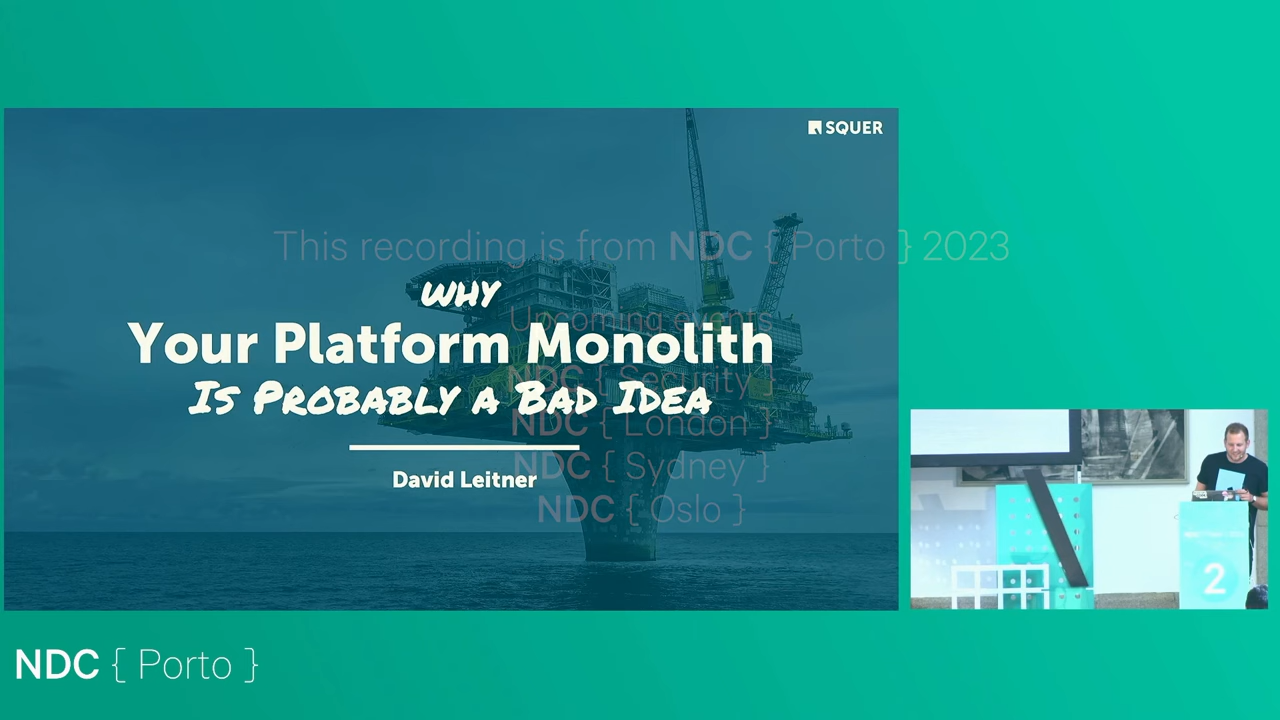 SQUER
This recording is from NDC { Porto } 2023
WHY
Upcoming events
Your Platform Monolith
NDC { Security }
Is Probably a Bad Idea
NDC { London }
NDC { Sydney }
David Leitner
NDC { Oslo }
2
NDC { Porto }